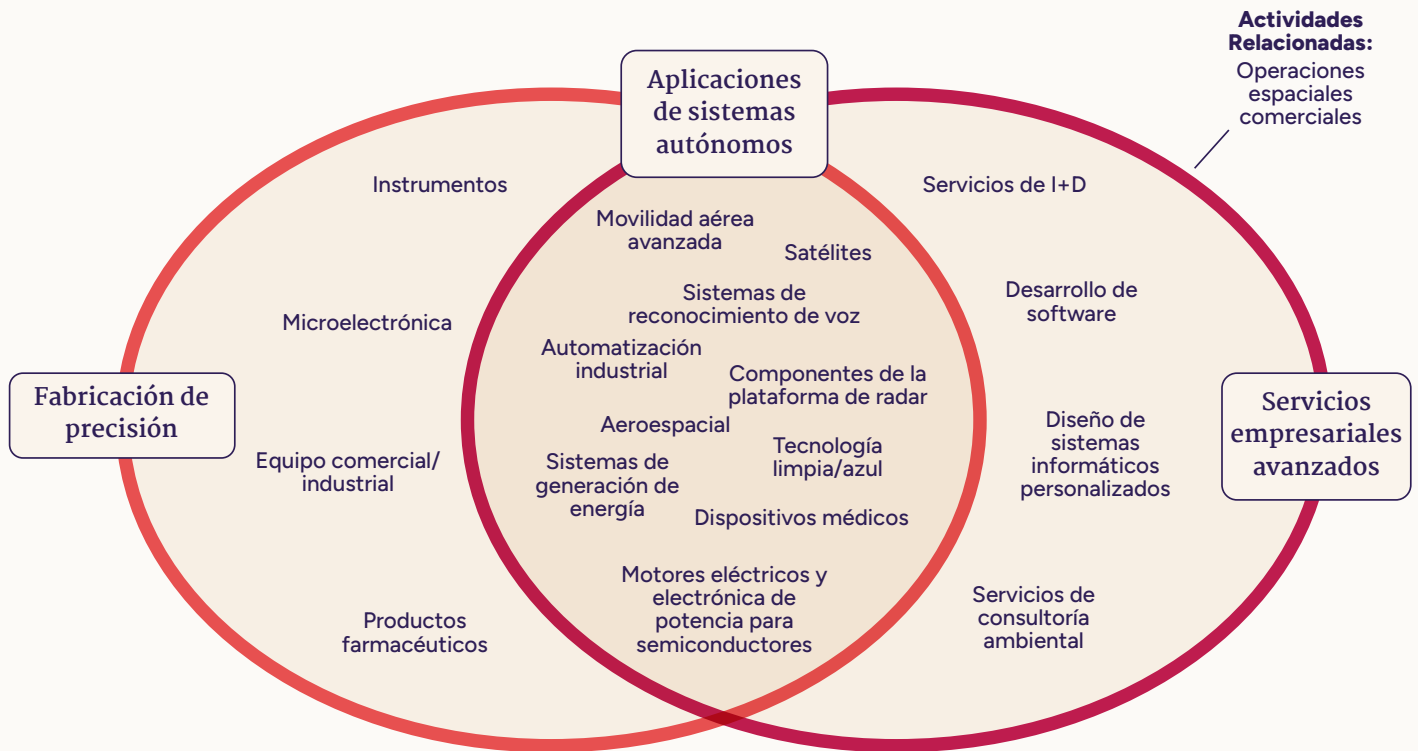 Actividades
Relacionadas:
Operaciones
espaciales
comerciales
Aplicaciones
de sistemas
autónomos
Fabricación de
precisión
Instrumentos
Microelectrónica
Equipo comercial/
industrial
Productos
farmacéuticos
Movilidad aérea
avanzada
Satélites
Sistemas de
reconocimiento de voz
Automatización
industrial
Componentes de la
plataforma de radar
Aeroespacial
Tecnología
limpia/azul
Sistemas de
generación de
energía
Dispositivos médicos
Motores eléctricos y
electrónica de
potencia para
semiconductores
Servicios de I+D
Desarrollo de
software
Diseño de
sistemas
informáticos
personalizados
Servicios de
consultoría
ambiental
Servicios
empresariales
avanzados